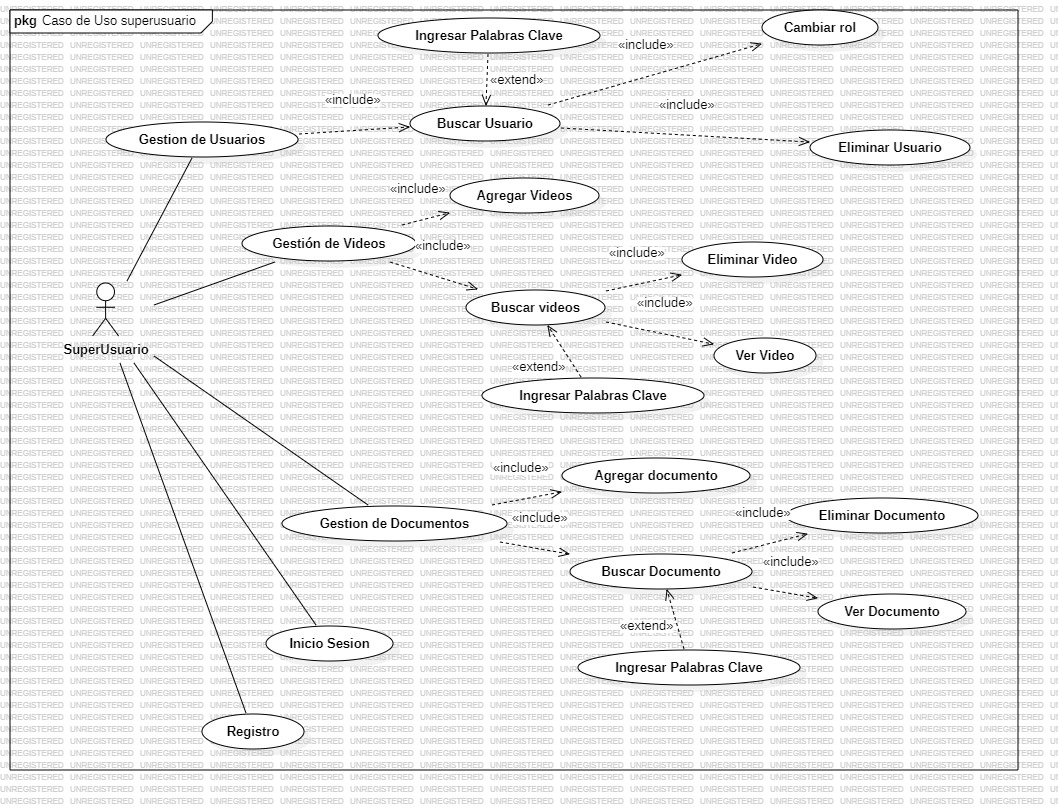 pkg Caso de Uso superusuario
Ingresar Palabras Clave
Cambiar rol
«include»
«extend»
«include»
«include»
Buscar Usuario
Gestion de Usuarios
Eliminar Usuario
«include»
Agregar Videos
Gestión de Videos
«include»
«include»
Eliminar Video
Buscar videos
«include»
SuperUsuario
Ver Video
«extend»
Ingresar Palabras Clave
«include»
Agregar documento
Gestion de Documentos
«include»
«include»
Eliminar Documento
Buscar Documento
«include»
Ver Documento
«extend»
Inicio Sesion
Ingresar Palabras Clave
Registro
UNREGISTERED